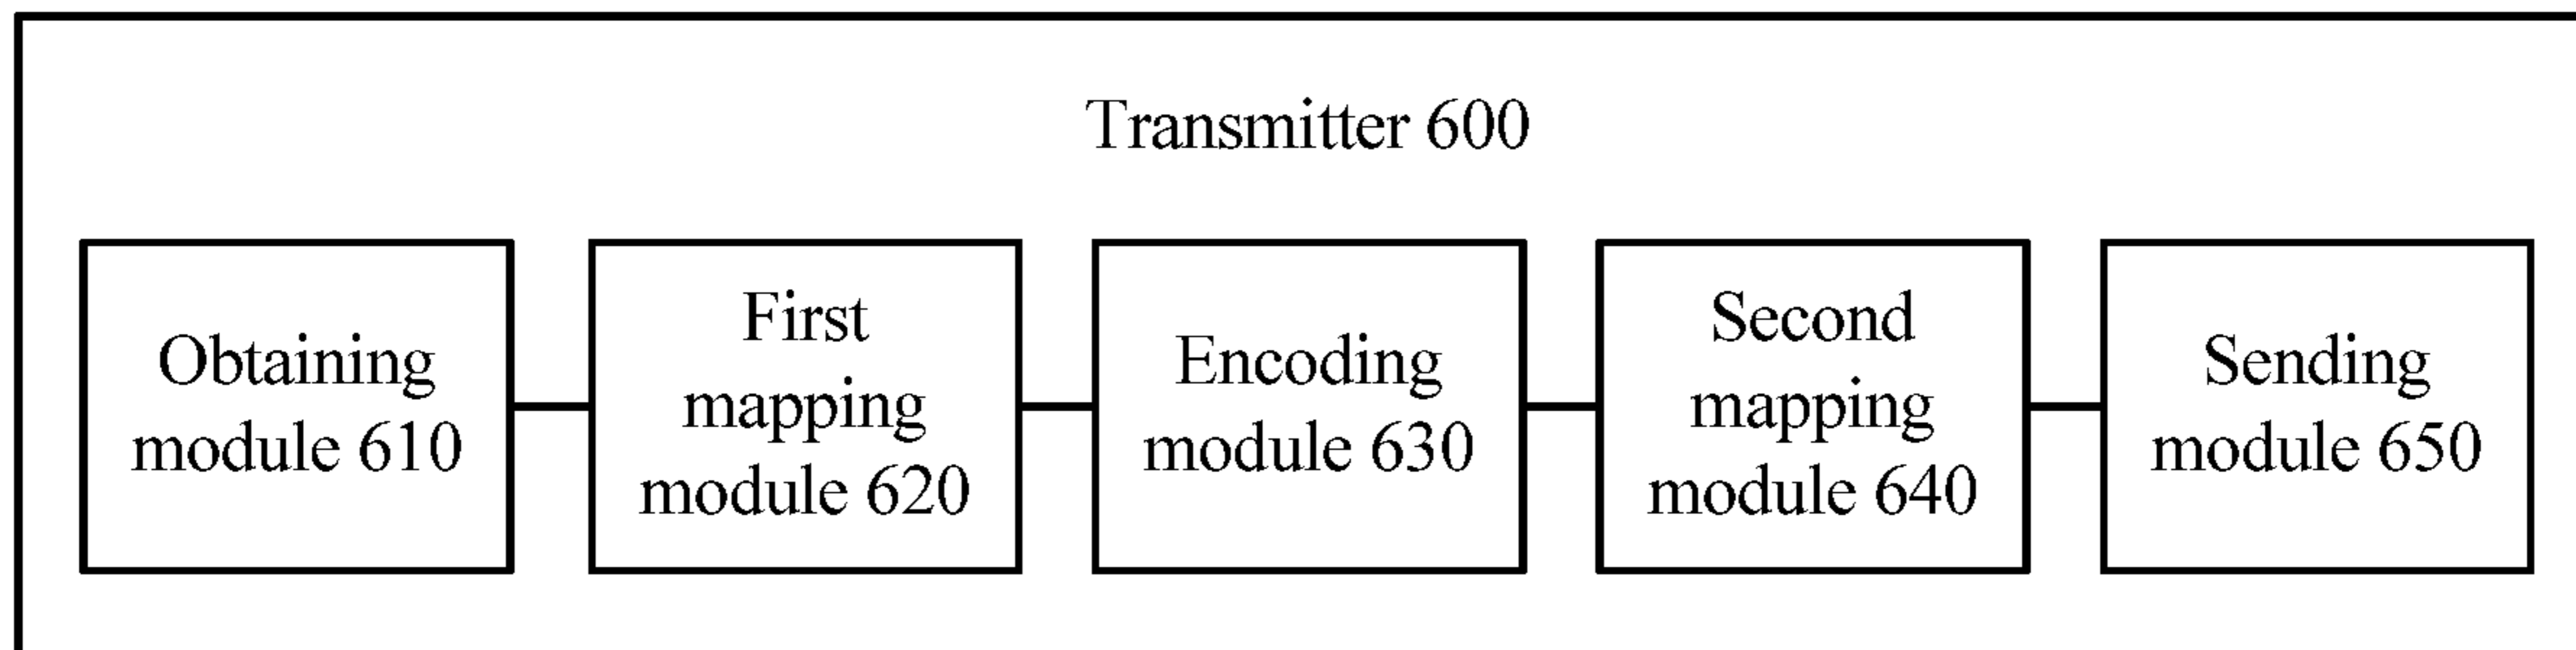 Transmitter 600
Obtaining
module 610
First
mapping
module 620
Encoding
module 630
Second
mapping
module 640
Sending
module 650